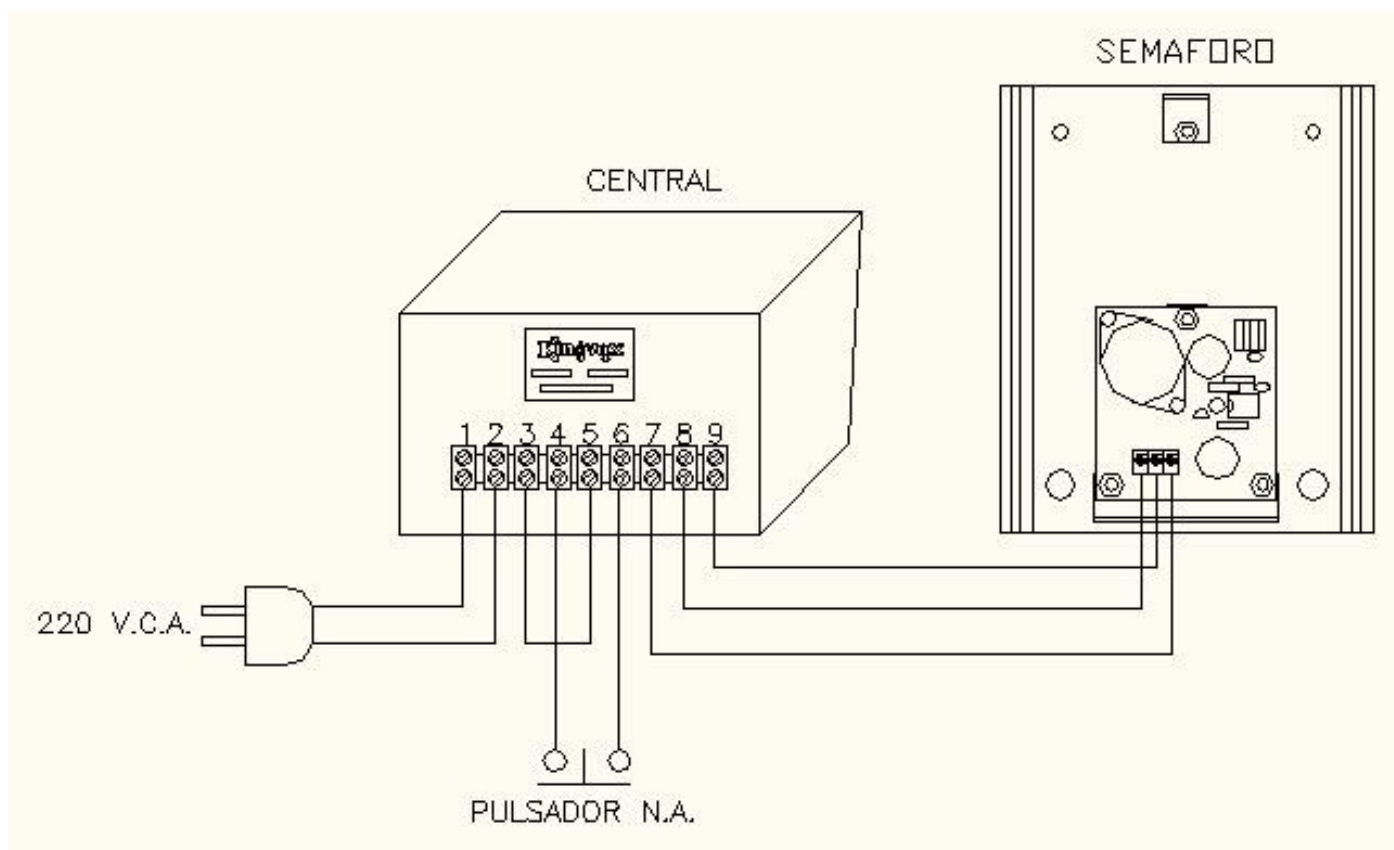 SEMAFORO
CENTRAL
1 2 3 4 5 6 7 8 9
220 V.C.A.
PULSADOR N.A.